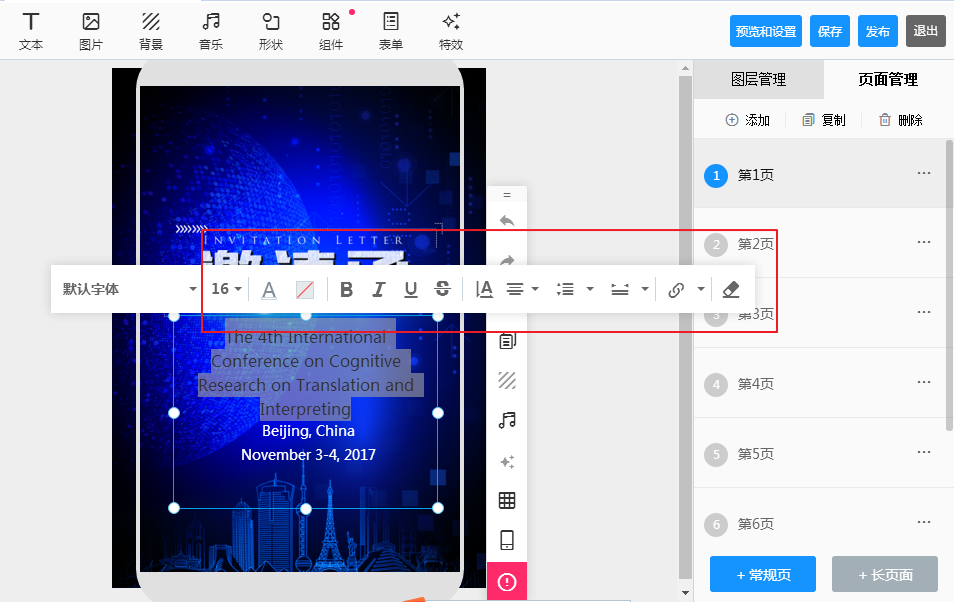 文本 图片 背景 音乐 形状 组件 表单 特效
预览和设置 保存 发布 退出
图层管理 页面管理
添加 复制 删除
1 第1页
2 第2页
INVITATION LETTER
邀请函
默认字体 16 A B I U S A
3 第3页
The 4th International
Conference on Cognitive
Research on Translation and
Interpreting
Beijing, China
November 3-4, 2017
4 第4页
5 第5页
6 第6页
+ 常规页 + 长页面